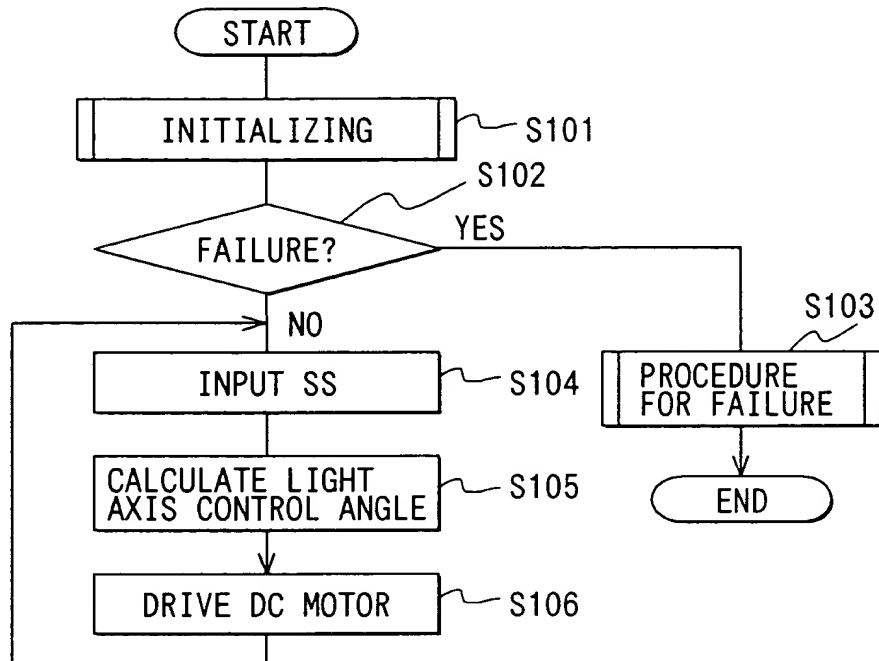 START
INITIALIZING
S101
S102
FAILURE?
YES
NO
S103
INPUT SS
S104
PROCEDURE
FOR FAILURE
CALCULATE LIGHT
AXIS CONTROL ANGLE
S105
END
DRIVE DC MOTOR
S106